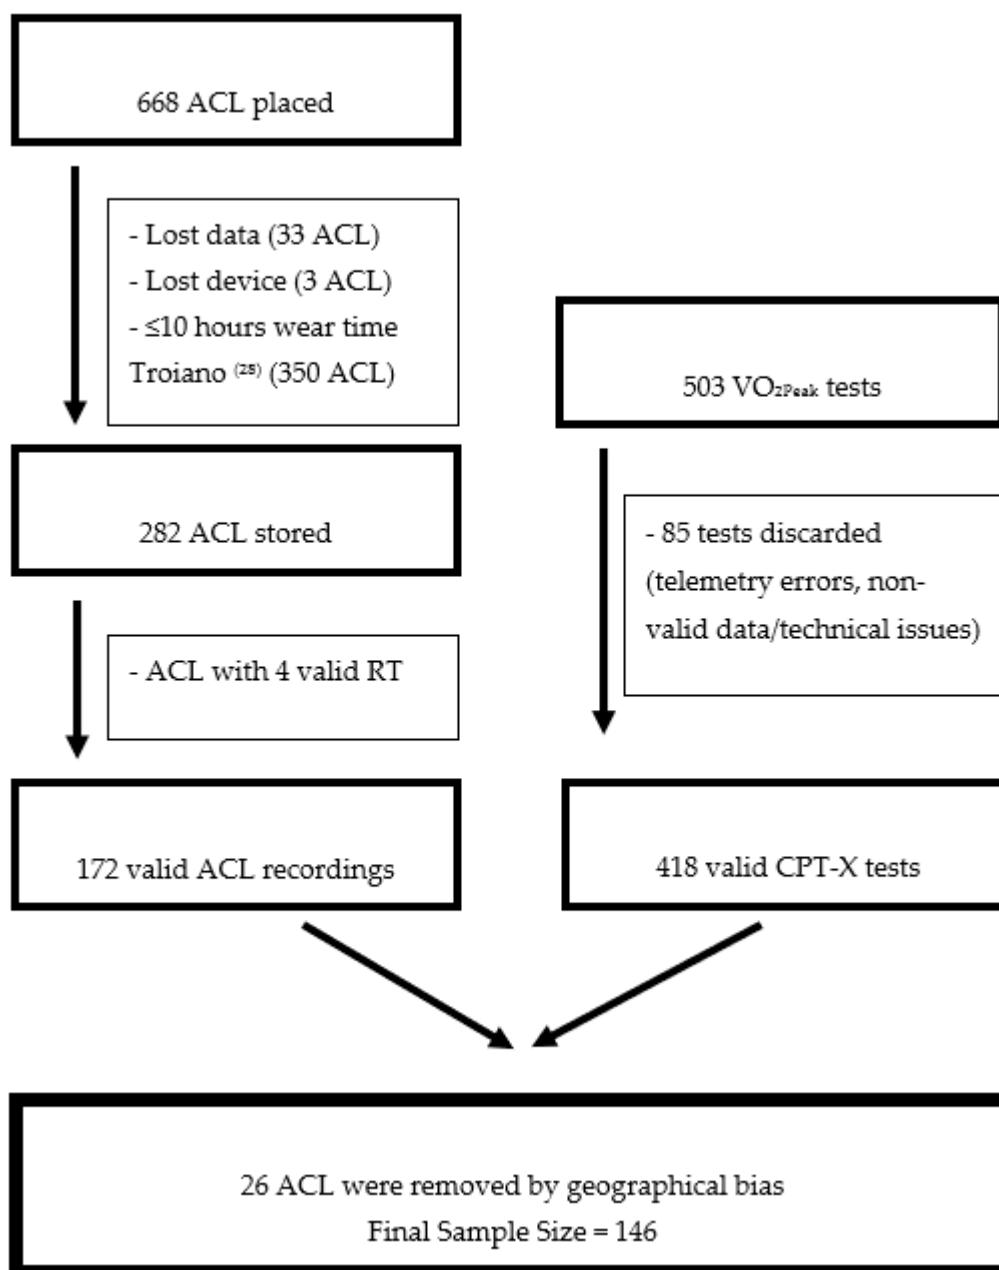 668 ACL placed
- Lost data (33 ACL)
- Lost device (3 ACL)
- ≤10 hours wear time
Troiano (28) (350 ACL)
282 ACL stored
- ACL with 4 valid RT
172 valid ACL recordings
503 VO2Peak tests
- 85 tests discarded
(telemetry errors, non-
valid data/technical issues)
418 valid CPT-X tests
26 ACL were removed by geographical bias
Final Sample Size = 146